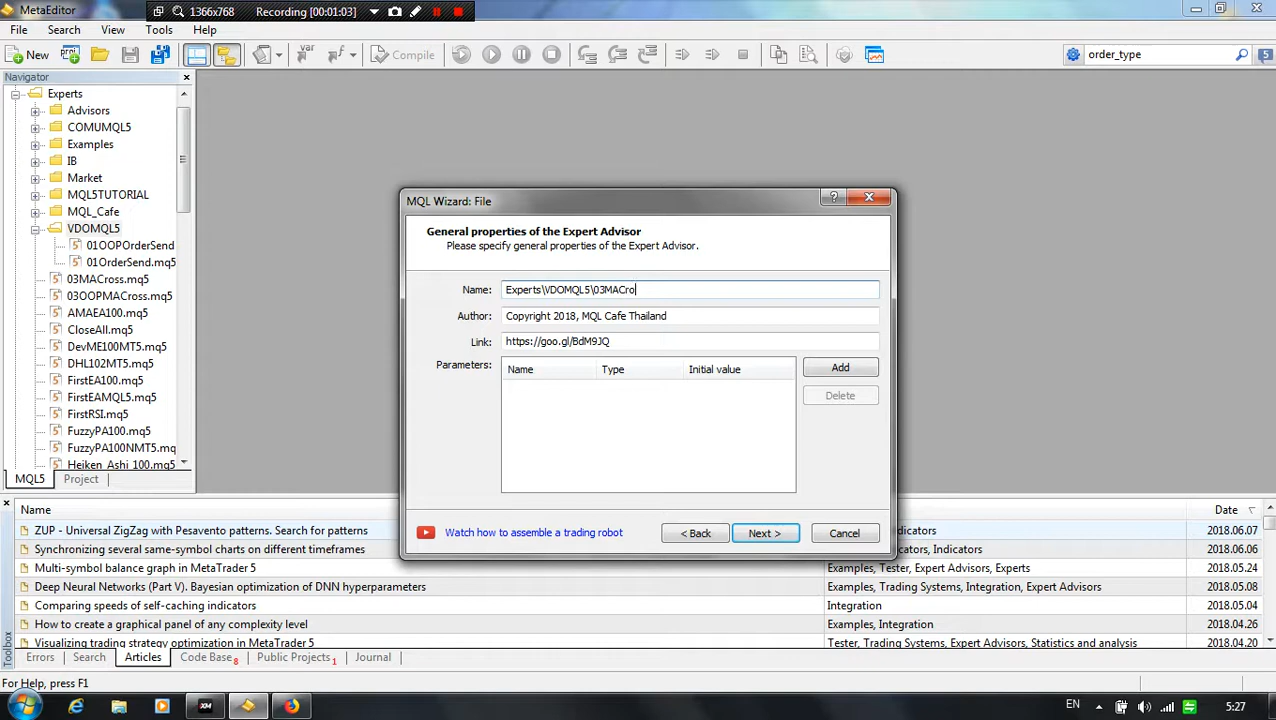 MetaEditor
1366x768
Recording [00:01:03]
File Search View Tools Help
New
var
Compile
order_type
5
Navigator
Experts
Advisors
COMUMQL5
Examples
IB
Market
MQL5TUTORIAL
MQL_Cafe
VDOMQL5
01OOPOrderSend
01OrderSend.mq5
03MACross.mq5
03OOPMACross.mq5
AMAEA100.mq5
CloseAll.mq5
DevME100MT5.mq5
DHL102MT5.mq5
FirstEA100.mq5
FirstEAMQL5.mq5
FirstRSI.mq5
FuzzyPA100.mq5
FuzzyPA100NMT5.mq
Heiken_Ashi_100.mq5
MQL5 Project
MQL Wizard: File
General properties of the Expert Advisor
Please specify general properties of the Expert Advisor.
Name: Experts\VDOMQL5\03MACro
Author: Copyright 2018, MQL Cafe Thailand
Link: https://goo.gl/BdM9JQ
Parameters:
Name Type Initial value
Add
Delete
Watch how to assemble a trading robot
< Back Next > Cancel
Name Date
ZUP - Universal ZigZag with Pesavento patterns. Search for patterns dicators 2018.06.07
Synchronizing several same-symbol charts on different timeframes cators, Indicators 2018.06.06
Multi-symbol balance graph in MetaTrader 5 Examples, Tester, Expert Advisors, Experts 2018.05.24
Deep Neural Networks (Part V). Bayesian optimization of DNN hyperparameters Examples, Trading Systems, Integration, Expert Advisors 2018.05.08
Comparing speeds of self-caching indicators Integration 2018.05.04
How to create a graphical panel of any complexity level Examples, Integration 2018.04.26
Visualizing trading strategy optimization in MetaTrader 5 Tester, Trading Systems, Integration, Expert Advisors, Statistics and analysis 2018.04.20
Toolbox
Errors Search Articles Code Base 8 Public Projects 1 Journal
For Help, press F1
XM
EN
5:27